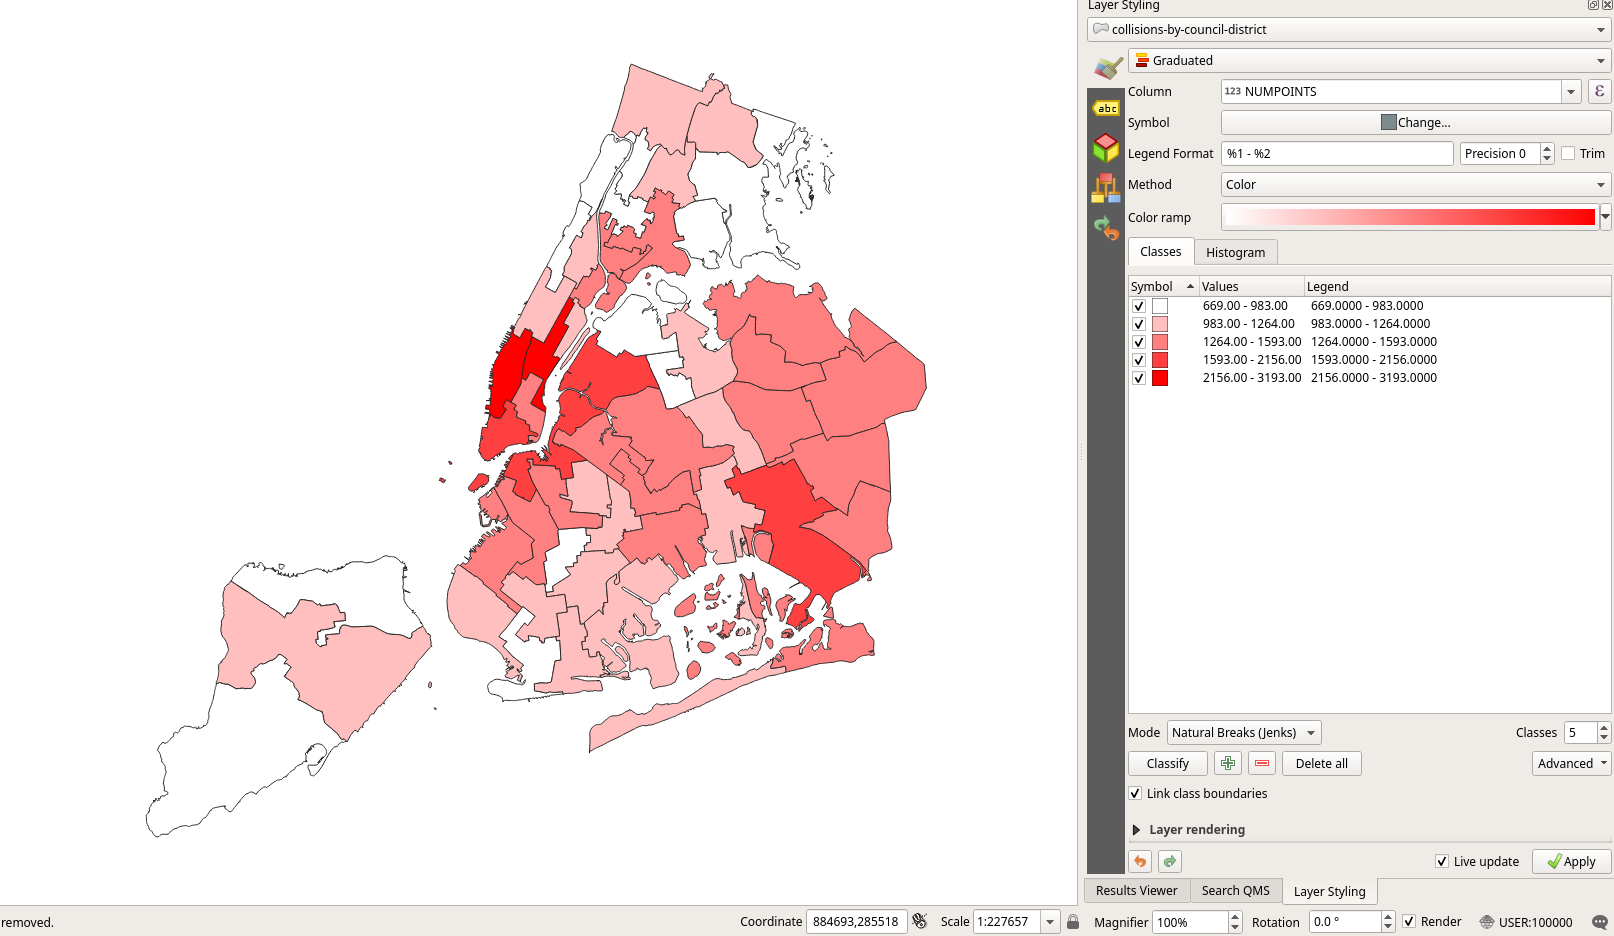 Layer Styling
collisions-by-council-district
Graduated
abc
Column 123 NUMPOINTS ε
Symbol Change...
Legend Format %1 - %2 Precision 0 Trim
Method Color
Color ramp
Classes Histogram
Symbol Values Legend
669.00 - 983.00 669.0000 - 983.0000
983.00 - 1264.00 983.0000 - 1264.0000
1264.00 - 1593.00 1264.0000 - 1593.0000
1593.00 - 2156.00 1593.0000 - 2156.0000
2156.00 - 3193.00 2156.0000 - 3193.0000
Mode Natural Breaks (Jenks) Classes 5
Classify Delete all Advanced
Link class boundaries
Layer rendering
Live update Apply
Results Viewer Search QMS Layer Styling
removed. Coordinate 884693,285518 Scale 1:227657 Magnifier 100% Rotation 0.0 ° Render USER:100000